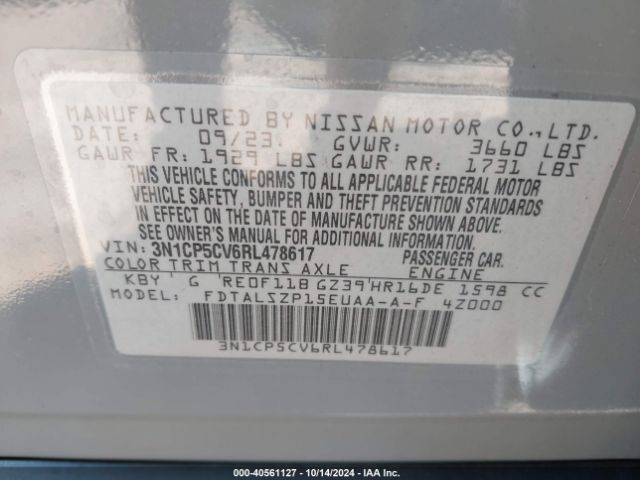 MANUFACTURED BY NISSAN MOTOR CO., LTD.
DATE: 09/23 GVWR: 3660 LBS
GAWR FR: 1929 LBS GAWR RR: 1731 LBS
THIS VEHICLE CONFORMS TO ALL APPLICABLE FEDERAL MOTOR
VEHICLE SAFETY, BUMPER AND THEFT PREVENTION STANDARDS
IN EFFECT ON THE DATE OF MANUFACTURE SHOWN ABOVE.
SEE OWNER'S MANUAL FOR ADDITIONAL INFORMATION.
VIN: 3N1CP5CV6RL478617 PASSENGER CAR.
COLOR TRIM TRANS AXLE ENGINE
KBY G RE0F11B GZ39 HR16DE 1598 CC
MODEL: FDTALSZP15EUAA-A-F 4Z000
3N1CP5CV6RL478617
000-40561127 - 10/14/2024 - IAA Inc.